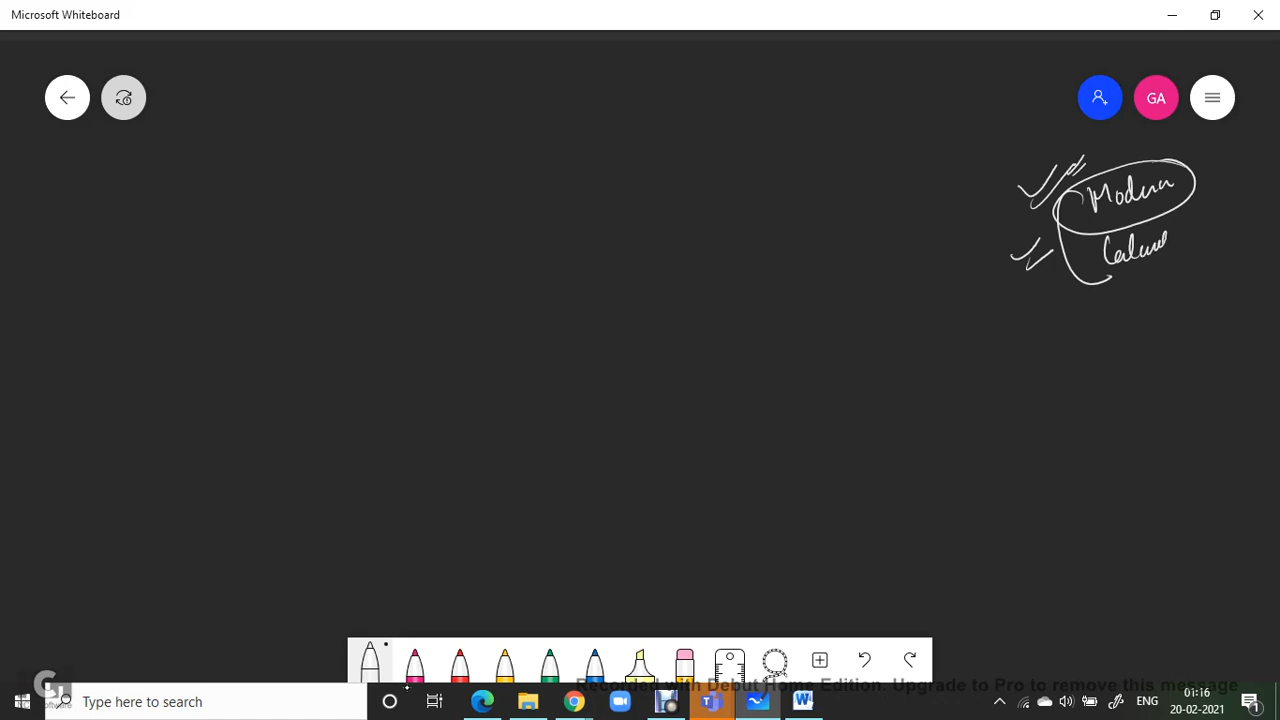 Microsoft Whiteboard
GA
Modern
Recorded with Debut Home Edition. Upgrade to Pro to remove this message
Type here to search
ENG
01:16
20-02-2021